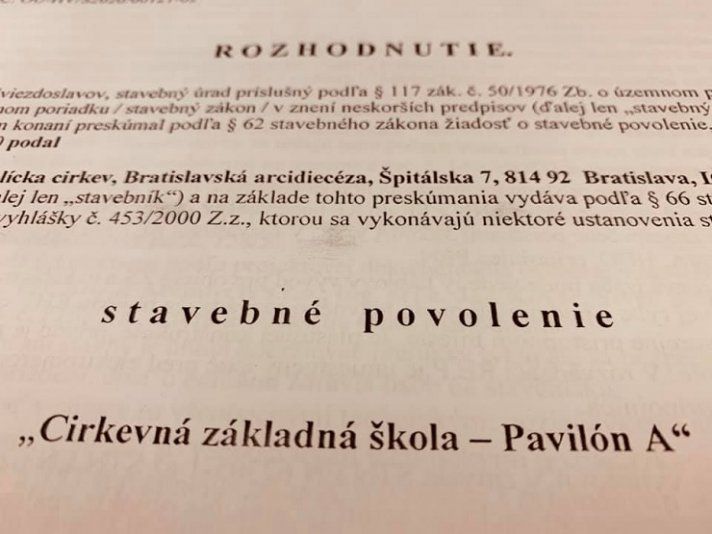 R O Z H O D N U T I E.
viezdoslavov, stavebný úrad príslušný podľa § 117 zák. č. 50/1976 Zb. o územnom p
nom poriadku / stavebný zákon / v znení neskorších predpisov (ďalej len „stavebný
m konaní preskúmal podľa § 62 stavebného zákona žiadosť o stavebné povolenie,
podal
lícka cirkev, Bratislavská arcidiecéza, Špitálska 7, 814 92 Bratislava, I
alej len „stavebník“) a na základe tohto preskúmania vydáva podľa § 66 st
vyhlášky č. 453/2000 Z.z., ktorou sa vykonávajú niektoré ustanovenia st
s t a v e b n é p o v o l e n i e
„Cirkevná základná škola – Pavilón A“